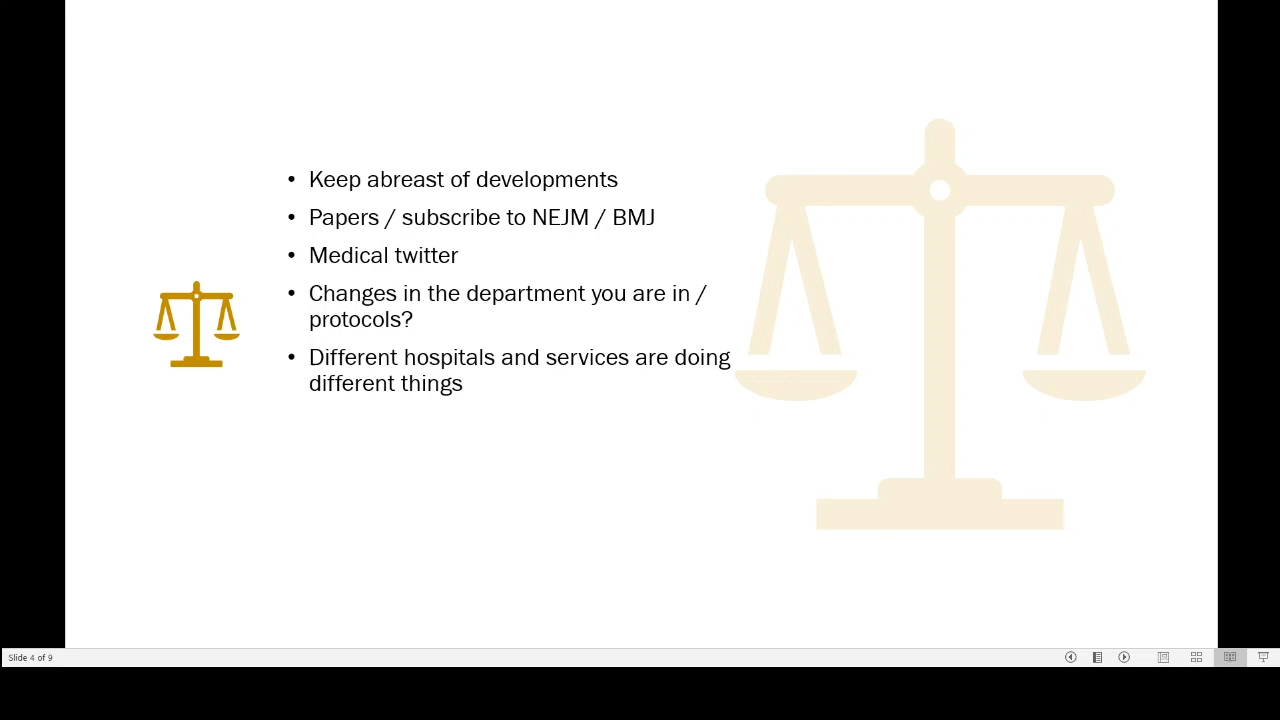 • Keep abreast of developments
• Papers / subscribe to NEJM / BMJ
• Medical twitter
• Changes in the department you are in /
protocols?
• Different hospitals and services are doing
different things
Slide 4 of 9